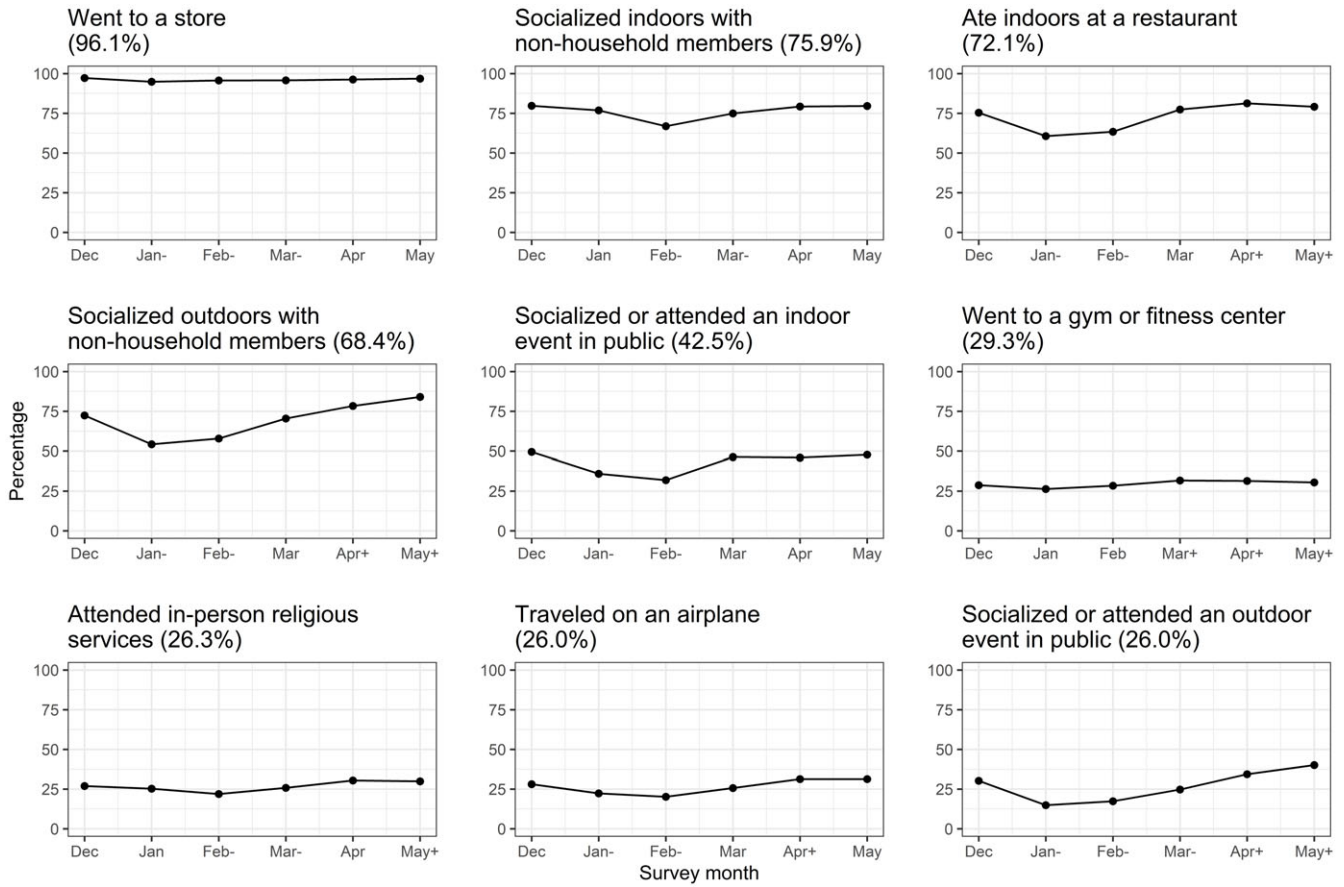 Went to a store
(96.1%)
100
75
50
25
0
Dec Jan- Feb- Mar- Apr May
Socialized indoors with
non-household members (75.9%)
100
75
50
25
0
Dec Jan Feb- Mar- Apr May
Ate indoors at a restaurant
(72.1%)
100
75
50
25
0
Dec Jan- Feb- Mar Apr+ May+
Percentage
Socialized outdoors with
non-household members (68.4%)
100
75
50
25
0
Dec Jan- Feb- Mar Apr+ May+
Socialized or attended an indoor
event in public (42.5%)
100
75
50
25
0
Dec Jan- Feb- Mar Apr May
Went to a gym or fitness center
(29.3%)
100
75
50
25
0
Dec Jan Feb Mar+ Apr+ May+
Attended in-person religious
services (26.3%)
100
75
50
25
0
Dec Jan Feb- Mar- Apr May+
Traveled on an airplane
(26.0%)
100
75
50
25
0
Dec Jan- Feb- Mar Apr+ May
Socialized or attended an outdoor
event in public (26.0%)
100
75
50
25
0
Dec Jan- Feb- Mar- Apr May+
Survey month